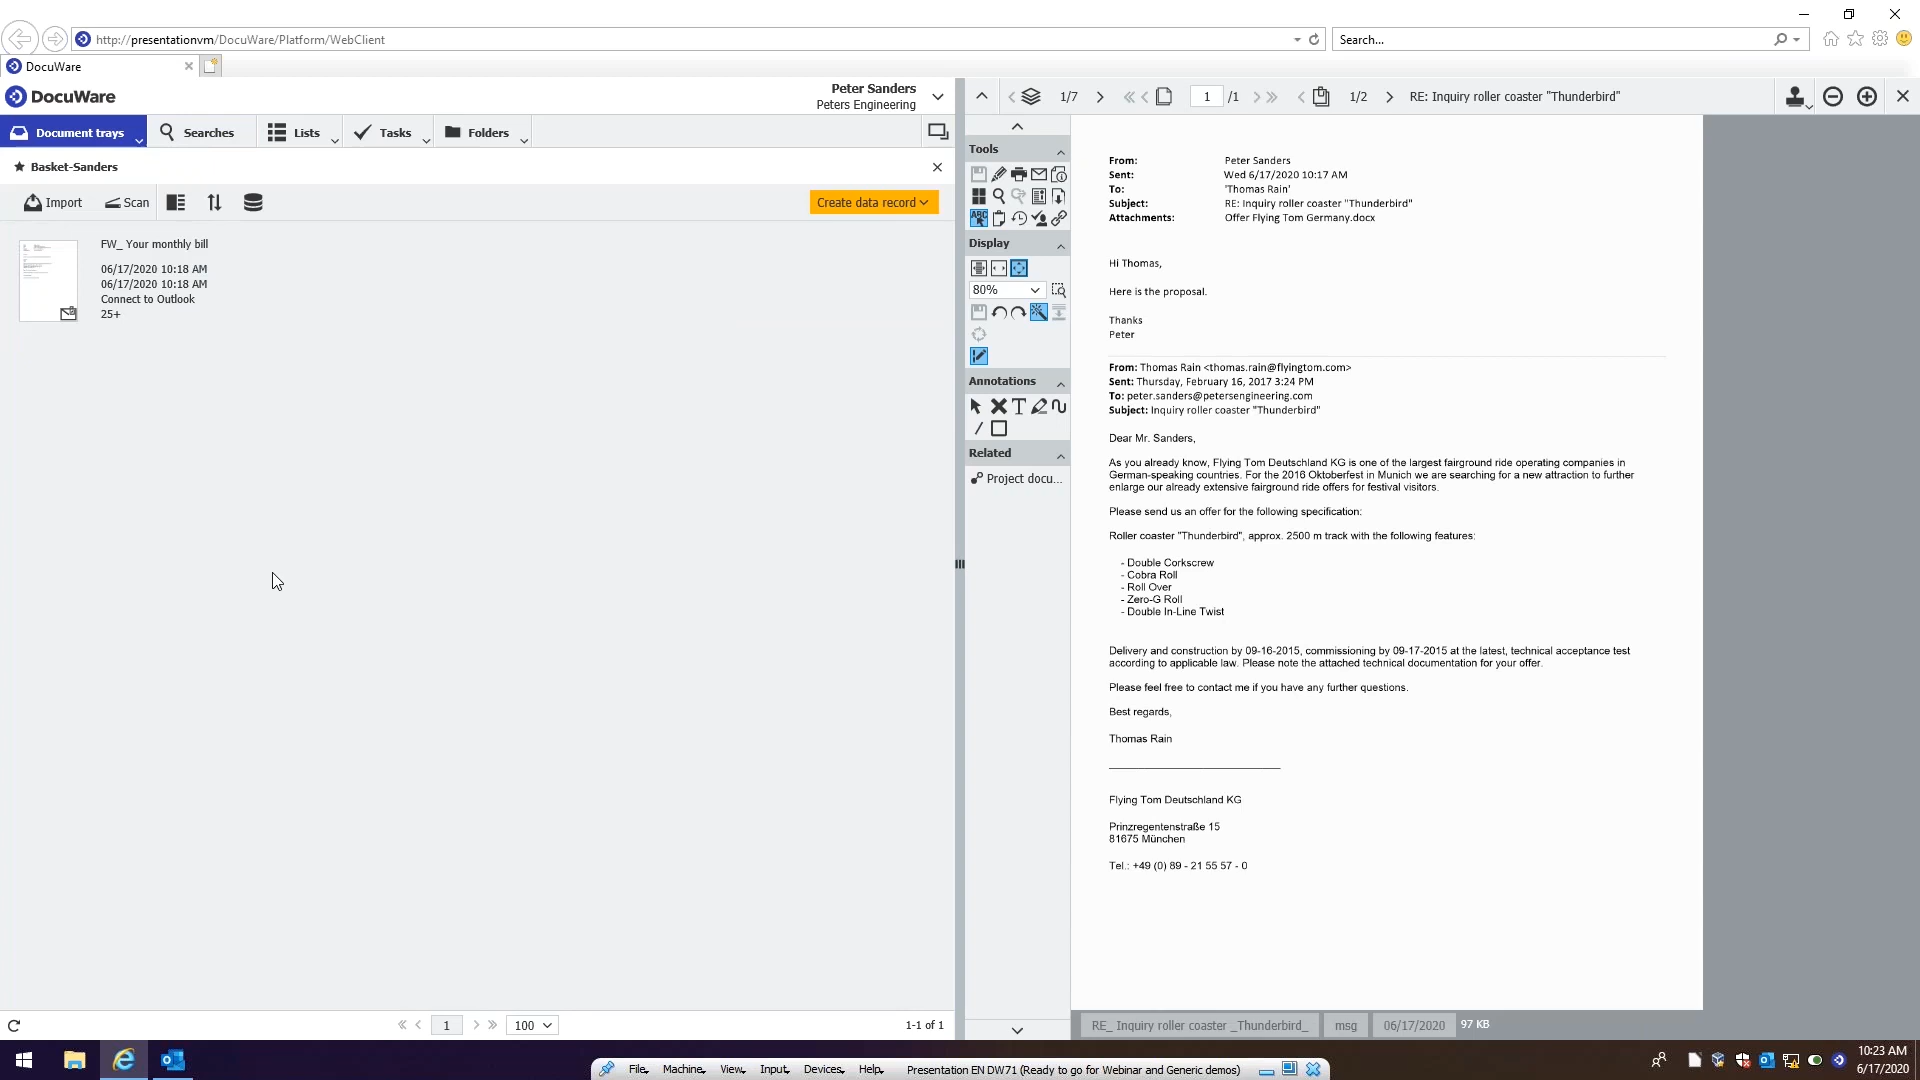 http://presentationvm/DocuWare/Platform/WebClient
Search...
DocuWare
DocuWare
Peter Sanders
Peters Engineering
Document trays
Searches
Lists
Tasks
Folders
Basket-Sanders
Import
Scan
Create data record
FW_ Your monthly bill
06/17/2020 10:18 AM
06/17/2020 10:18 AM
Connect to Outlook
25+
1
100
1-1 of 1
1/7
1 /1
1/2
RE: Inquiry roller coaster "Thunderbird"
Tools
ABC
Display
80%
Annotations
T
Related
Project docu...
From: Peter Sanders
Sent: Wed 6/17/2020 10:17 AM
To: 'Thomas Rain'
Subject: RE: Inquiry roller coaster "Thunderbird"
Attachments: Offer Flying Tom Germany.docx
Hi Thomas,
Here is the proposal.
Thanks
Peter
From: Thomas Rain <thomas.rain@flyingtom.com>
Sent: Thursday, February 16, 2017 3:24 PM
To: peter.sanders@petersengineering.com
Subject: Inquiry roller coaster "Thunderbird"
Dear Mr. Sanders,
As you already know, Flying Tom Deutschland KG is one of the largest fairground ride operating companies in
German-speaking countries. For the 2016 Oktoberfest in Munich we are searching for a new attraction to further
enlarge our already extensive fairground ride offers for festival visitors.
Please send us an offer for the following specification:
Roller coaster "Thunderbird", approx. 2500 m track with the following features:
- Double Corkscrew
- Cobra Roll
- Roll Over
- Zero-G Roll
- Double In-Line Twist
Delivery and construction by 09-16-2015, commissioning by 09-17-2015 at the latest, technical acceptance test
according to applicable law. Please note the attached technical documentation for your offer.
Please feel free to contact me if you have any further questions.
Best regards,
Thomas Rain
Flying Tom Deutschland KG
Prinzregentenstraße 15
81675 München
Tel.: +49 (0) 89 - 21 55 57 - 0
RE_ Inquiry roller coaster _Thunderbird_
msg
06/17/2020
97 KB
File
Machine
View
Input
Devices
Help
Presentation EN DW71 (Ready to go for Webinar and Generic demos)
10:23 AM
6/17/2020